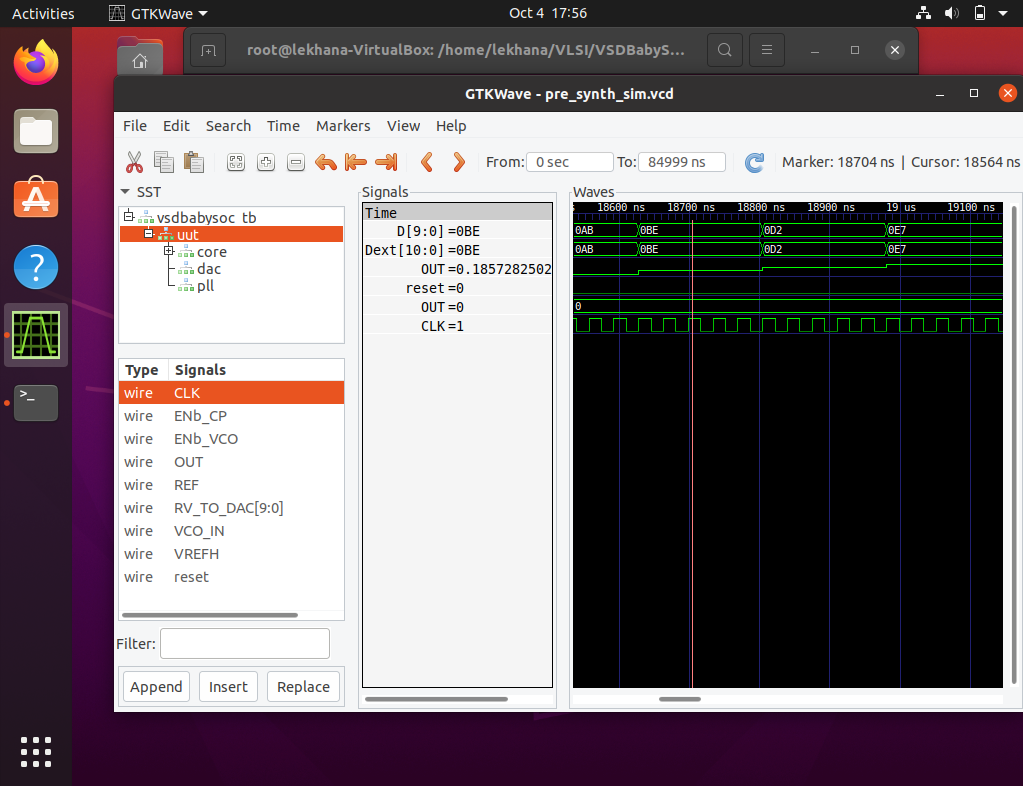 Activities GTKWave Oct 4 17:56
root@lekhana-VirtualBox: /home/lekhana/VLSI/VSDBabyS...
GTKWave - pre_synth_sim.vcd
File Edit Search Time Markers View Help
From: 0 sec To: 84999 ns Marker: 18704 ns | Cursor: 18564 ns
SST
vsdbabysoc_tb
uut
core
dac
pll
Type Signals
wire CLK
wire ENb_CP
wire ENb_VCO
wire OUT
wire REF
wire RV_TO_DAC[9:0]
wire VCO_IN
wire VREFH
wire reset
Filter:
Append Insert Replace
Signals
Time
D[9:0] =0BE
Dext[10:0] =0BE
OUT =0.1857282502
reset =0
OUT =0
CLK =1
Waves
s 18600 ns 18700 ns 18800 ns 18900 ns 19 us 19100 ns
0AB 0BE 0D2 0E7
0AB 0BE 0D2 0E7
0